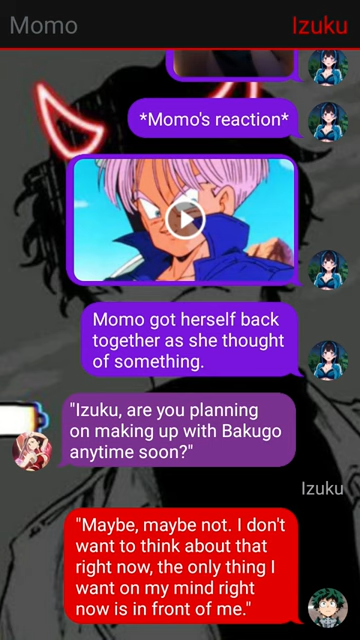 Momo
Izuku
*Momo's reaction*
Momo got herself back
together as she thought
of something.
"Izuku, are you planning
on making up with Bakugo
anytime soon?"
Izuku
"Maybe, maybe not. I don't
want to think about that
right now, the only thing I
want on my mind right
now is in front of me."